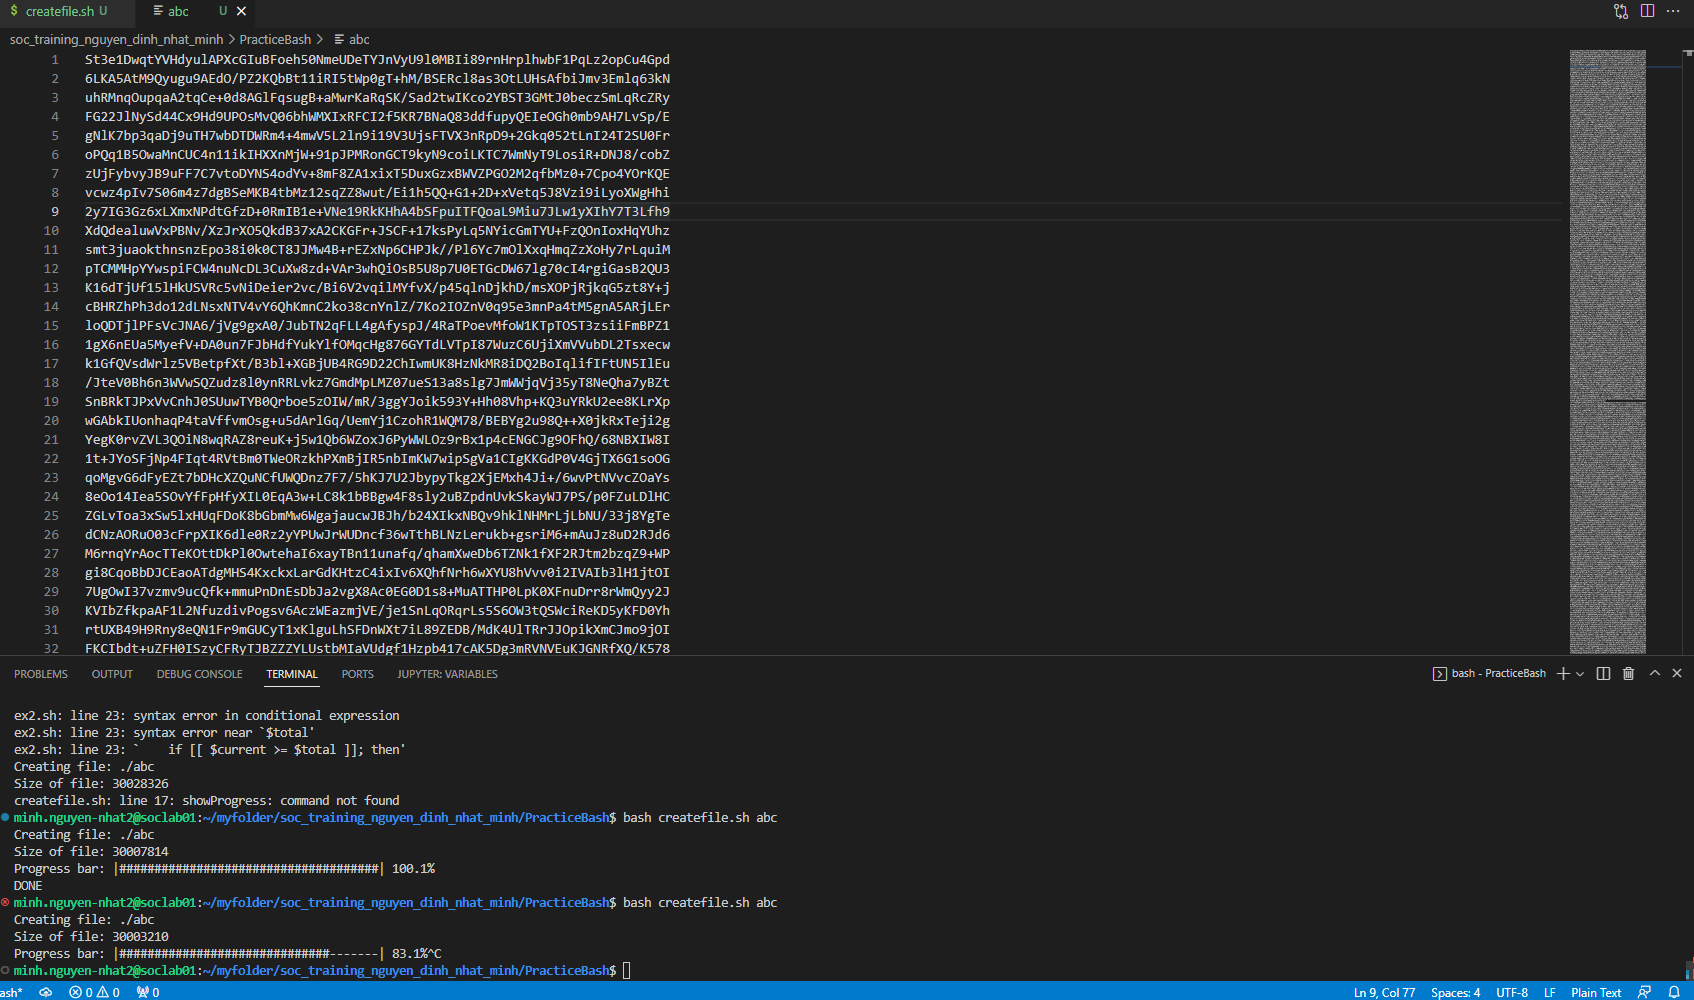 createfile.sh U
abc U
soc_training_nguyen_dinh_nhat_minh > PracticeBash > abc
1 St3e1DwqtYVHdyulAPXcGIuBFoeh50NmeUDeTYJnVyU9l0MBIi89rnHrplhwbF1PqLz2opCu4Gpd
2 6LKA5AtM9Qyugu9AEdO/PZ2KQbBt11iRI5tWp0gT+hM/BSERcl8as3OtLUHsAfbiJmv3Emlq63kN
3 uhRMnqOupqaA2tqCe+0d8AGlFqsugB+aMwrKaRqSK/Sad2twIKco2YBST3GMtJ0beczSmLqRcZRy
4 FG22JlNySd44Cx9Hd9UPOsMvQ06bhWMXIxRFCI2f5KR7BNaQ83ddfupyQEIeOGh0mb9AH7LvSp/E
5 gNlK7bp3qaDj9uTH7wbDTDWRm4+4mwV5L2ln9i19V3UjsFTVX3nRpD9+2Gkq052tLnI24T2SU0Fr
6 oPQq1B5OwaMnCUC4n11ikIHXXnMjW+91pJPMRonGCT9kyN9coiLKTC7WmNyT9LosiR+DNJ8/cobZ
7 zUjFybvyJB9uFF7C7vtoDYNS4odYv+8mF8ZA1xixT5DuxGzxBWVZPGO2M2qfbMz0+7Cpo4YOrKQE
8 vcwz4pIv7S06m4z7dgBSeMKB4tbMz12sqZZ8wut/Ei1h5QQ+G1+2D+xVetq5J8Vzi9iLyoXWgHhi
9 2y7IG3Gz6xLXmxNPdtGfzD+0RmIB1e+VNe19RkKHhA4bSFpuITFQoaL9Miu7JLw1yXIhY7T3Lfh9
10 XdQdealuwVxPBNv/XzJrXO5QkdB37xA2CKGFr+JSCF+17ksPyLq5NYicGmTYU+FzQOnIoxHqYUhz
11 smt3juaokthnsnzEpo38i0k0CT8JJMw4B+rEZxNp6CHPJk//Pl6Yc7mOlXxqHmqZzXoHy7rLquiM
12 pTCMMHpYYwspiFCW4nuNcDL3CuXw8zd+VAr3whQiOsB5U8p7U0ETGcDW67lg70cI4rgiGasB2QU3
13 K16dTjUf15lHkUSVRc5vNiDeier2vc/Bi6V2vqilMYfvX/p45qlnDjkhD/msXOPjRjkqG5zt8Y+j
14 cBHRZhPh3do12dLNsxNTV4vY6QhKmnC2ko38cnYnlZ/7Ko2IOZnV0q95e3mnPa4tM5gnA5ARjLEr
15 loQDTjlPFsVcJNA6/jVg9gxA0/JubTN2qFLL4gAfyspJ/4RaTPoevMfoW1KTpTOST3zsiiFmBPZ1
16 1gX6nEUa5MyefV+DA0un7FJbHdfYukYlfOMqcHg876GYTdLVTpI87WuzC6UjiXmVVubDL2Tsxecw
17 k1GfQVsdWrlz5VBetpfXt/B3bl+XGBjUB4RG9D22ChIwmUK8HzNkMR8iDQ2BoIqlifIFtUN5IlEu
18 /JteV0Bh6n3WVwSQZudz8l0ynRRLvkz7GmdMpLMZ07ueS13a8slg7JmWWjqVj35yT8NeQha7yBZt
19 SnBRkTJPxVvCnhJ0SUuwTYB0Qrboe5zOIW/mR/3ggYJoik593Y+Hh08Vhp+KQ3uYRkU2ee8KLrXp
20 wGAbkIUonhaqP4taVffvmOsg+u5dArlGq/UemYj1CzohR1WQM78/BEBYg2u98Q++X0jkRxTeji2g
21 YegK0rvZVL3QOiN8wqRAZ8reuK+j5w1Qb6WZoxJ6PyWWLOz9rBx1p4cENGCJg9OFhQ/68NBXIW8I
22 1t+JYoSFjNp4FIqt4RVtBm0TWeORzkhPXmBjIR5nbImKW7wipSgVa1CIgKKGdP0V4GjTX6G1soOG
23 qoMgvG6dFyEZt7bDHcXZQuNCfUWQDnz7F7/5hKJ7U2JbypyTkg2XjEMxh4Ji+/6wvPtNVvcZOaYs
24 8eOo14Iea5SOvYfFpHfyXIL0EqA3w+LC8k1bBBgw4F8sly2uBZpdnUvkSkayWJ7PS/p0FZuLDlHC
25 ZGLvToa3xSw5lxHUqFDoK8bGbmMw6WgajaucwJBJh/b24XIkxNBQv9hklNHMrLjLbNU/33j8YgTe
26 dCNzAORuO03cFrpXIK6dle0Rz2yYPUwJrWUDncf36wTthBLNzLerukb+gsriM6+mAuJz8uD2RJd6
27 M6rnqYrAocTTeKOttDkPl0OwtehaI6xayTBn11unafq/qhamXweDb6TZNk1fXF2RJtm2bzqZ9+WP
28 gi8CqoBbDJCEaoATdgMHS4KxckxLarGdKHtzC4ixIv6XQhfNrh6wXYU8hVvv0i2IVAIb3lH1jtOI
29 7UgOwI37vzmv9ucQfk+mmuPnDnEsDbJa2vgX8Ac0EG0D1s8+MuATTHP0LpK0XFnuDrr8rWmQyy2J
30 KVIbZfkpaAF1L2NfuzdivPogsv6AczWEazmjVE/je1SnLqORqrLs5S6OW3tQSWciReKD5yKFD0Yh
31 rtUXB49H9Rny8eQN1Fr9mGUCyT1xKlguLhSFDnWXt7iL89ZEDB/MdK4UlTRrJJOpikXmCJmo9jOI
32 FKCIbdt+uZFH0ISzyCFRyTJBZZZYLUstbMIaVUdgf1Hzpb417cAK5Dg3mRVNVEuKJGNRfXQ/K578
PROBLEMS OUTPUT DEBUG CONSOLE TERMINAL PORTS JUPYTER: VARIABLES
bash - PracticeBash
ex2.sh: line 23: syntax error in conditional expression
ex2.sh: line 23: syntax error near `$total'
ex2.sh: line 23: `    if [[ $current >= $total ]]; then'
Creating file: ./abc
Size of file: 30028326
createfile.sh: line 17: showProgress: command not found
minh.nguyen-nhat2@soclab01:~/myfolder/soc_training_nguyen_dinh_nhat_minh/PracticeBash$ bash createfile.sh abc
Creating file: ./abc
Size of file: 30007814
Progress bar: |#####################################| 100.1%
DONE
minh.nguyen-nhat2@soclab01:~/myfolder/soc_training_nguyen_dinh_nhat_minh/PracticeBash$ bash createfile.sh abc
Creating file: ./abc
Size of file: 30003210
Progress bar: |##############################-------| 83.1%^C
minh.nguyen-nhat2@soclab01:~/myfolder/soc_training_nguyen_dinh_nhat_minh/PracticeBash$
ash* 0 0 0 Ln 9, Col 77 Spaces: 4 UTF-8 LF Plain Text